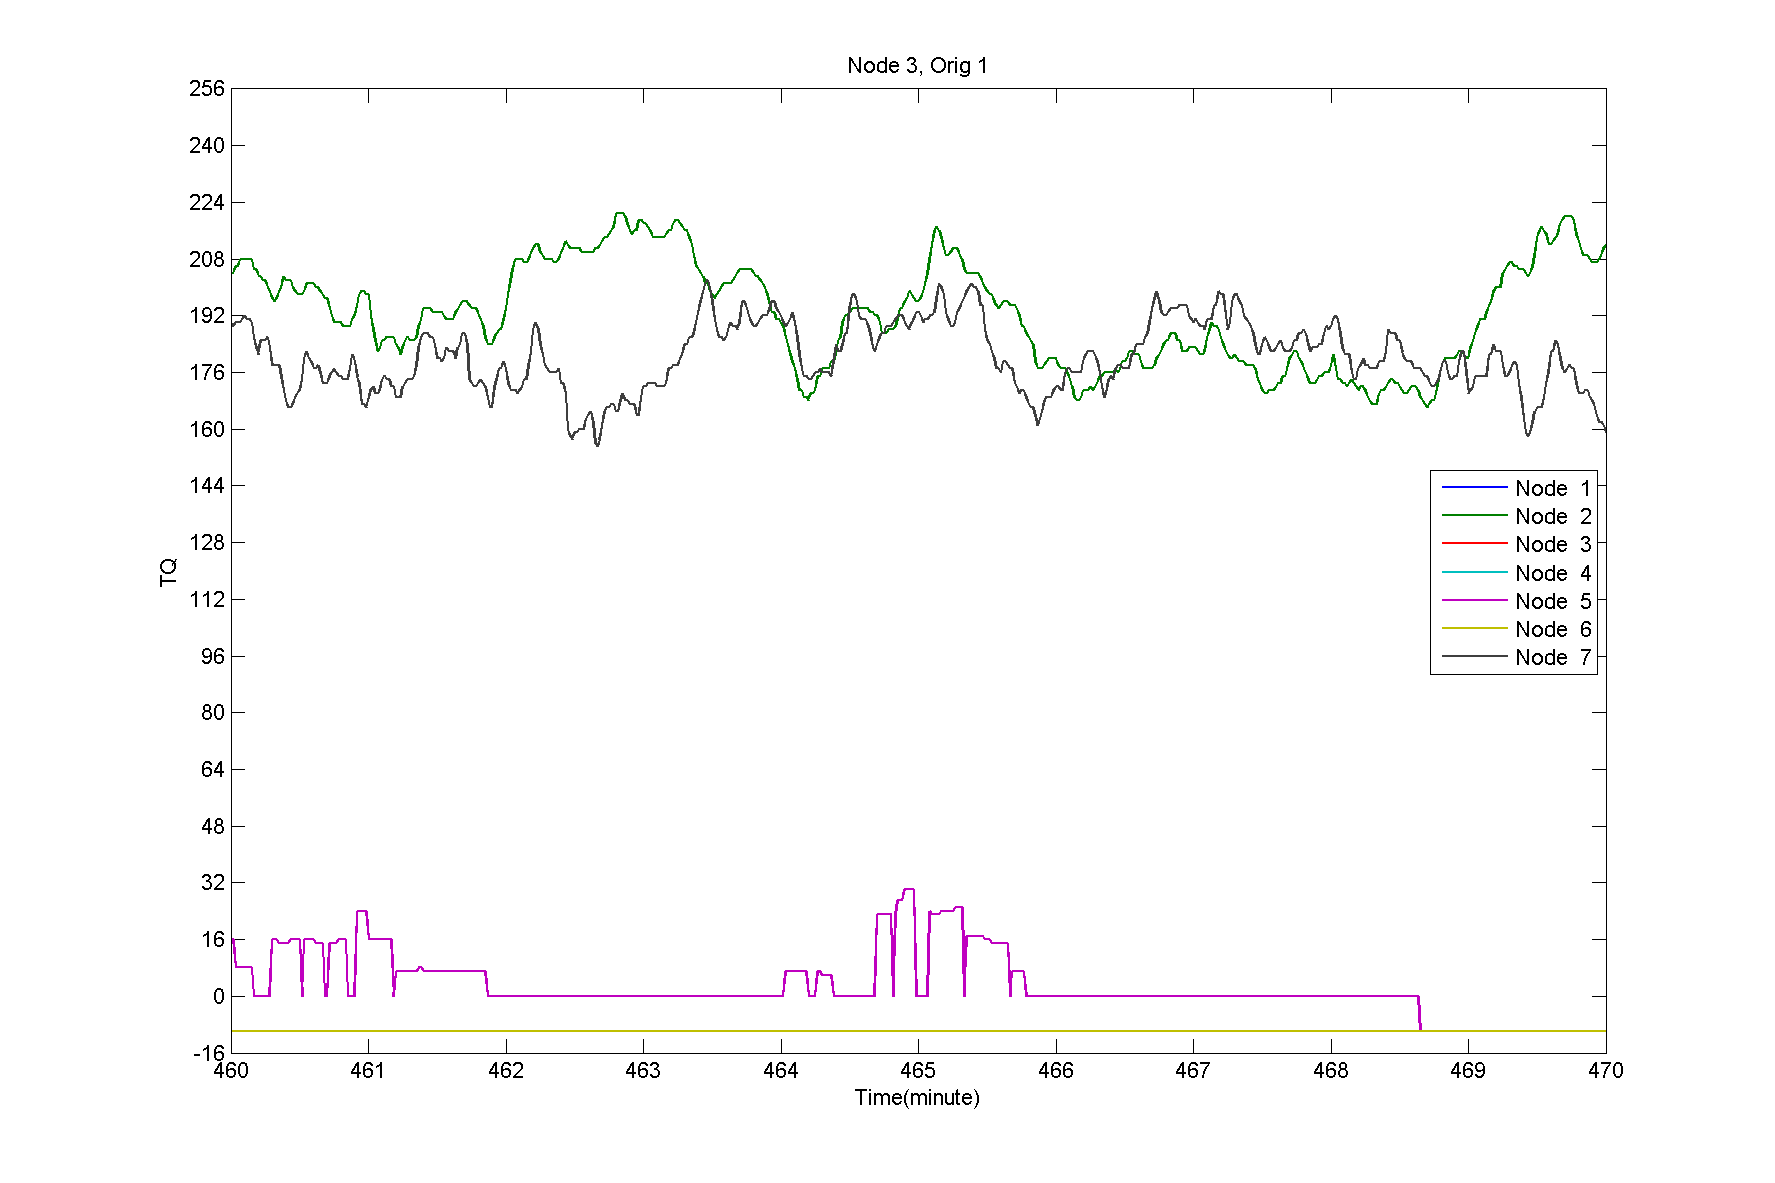 Node 3, Orig 1
256
240
224
208
192
176
160
144
128
112
96
80
64
48
32
16
0
-16
TQ
Node 1
Node 2
Node 3
Node 4
Node 5
Node 6
Node 7
460 461 462 463 464 465 466 467 468 469 470
Time(minute)